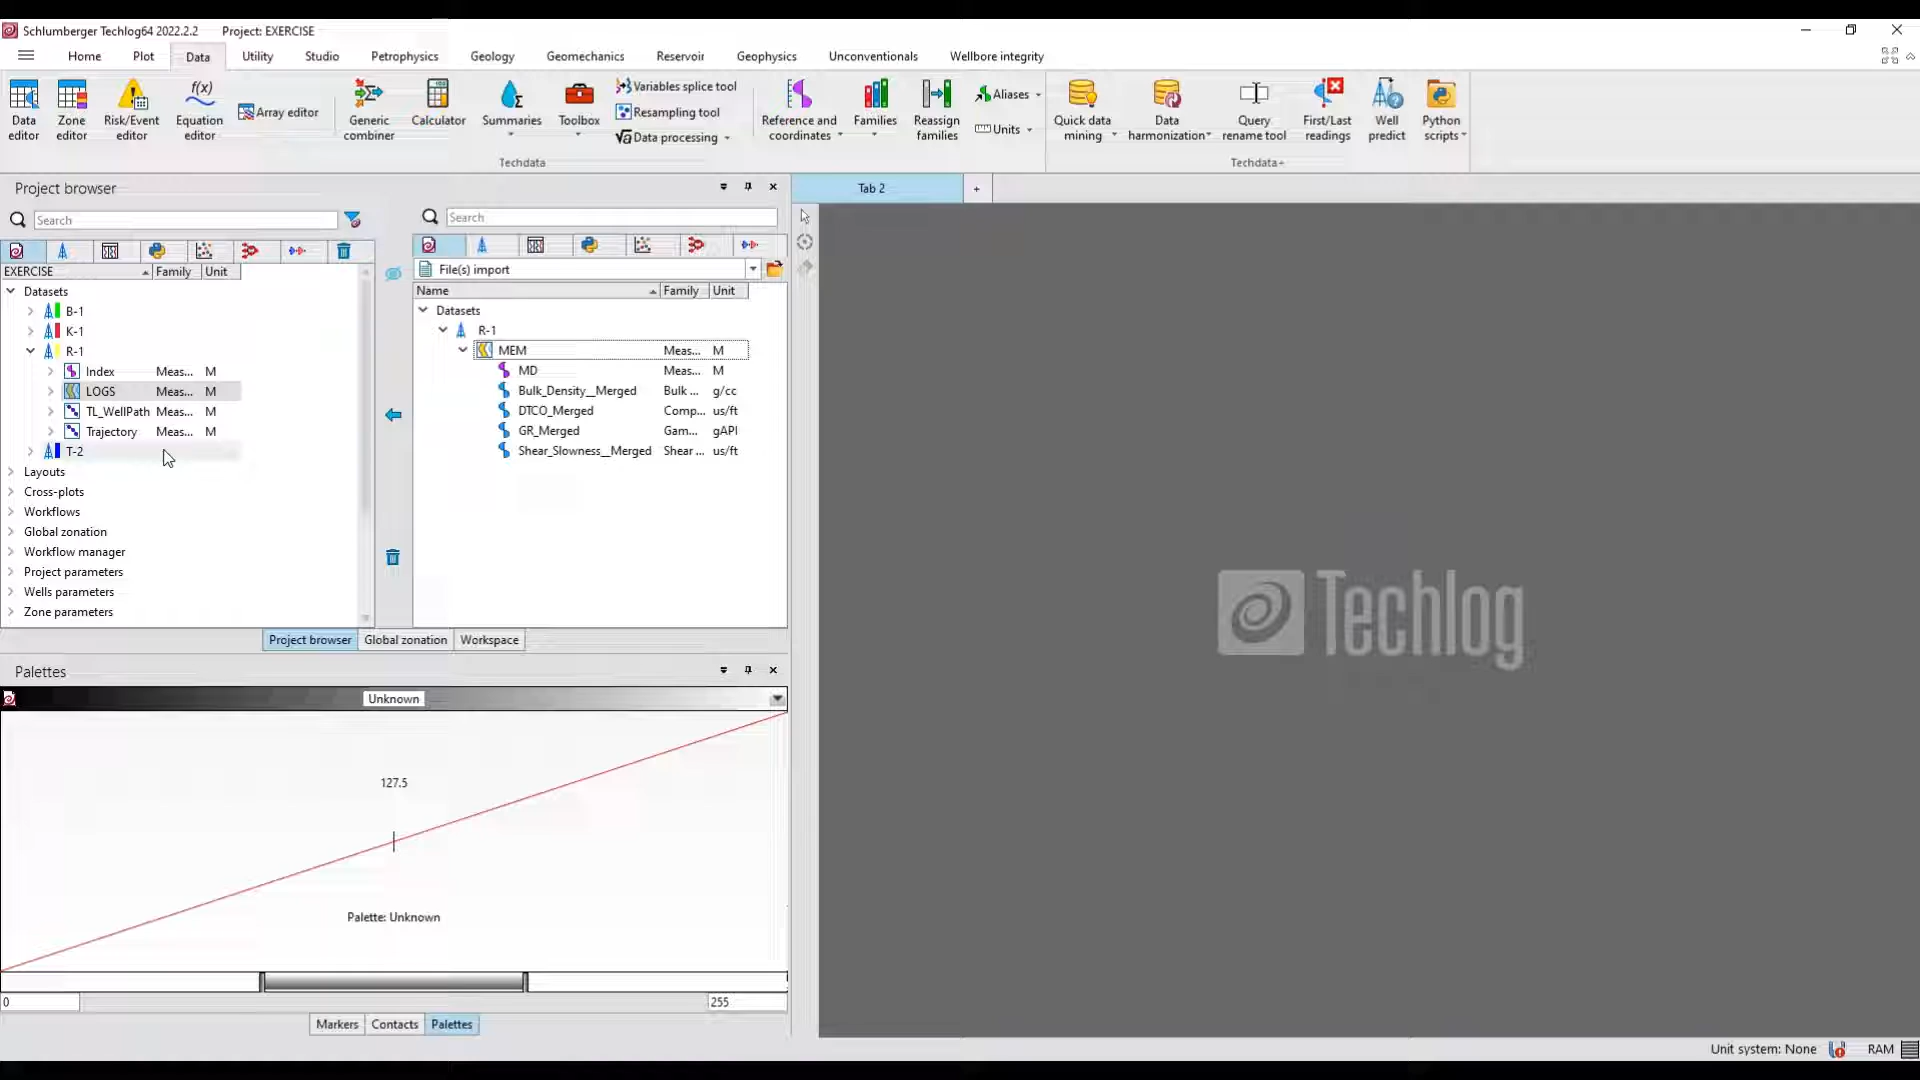 Schlumberger Techlog64 2022.2.2 Project: EXERCISE
Home Plot Data Utility Studio Petrophysics Geology Geomechanics Reservoir Geophysics Unconventionals Wellbore integrity
Data editor
Zone editor
Risk/Event editor
Equation editor
Array editor
Generic combiner
Calculator
Summaries
Toolbox
Variables splice tool
Resampling tool
Data processing
Reference and coordinates
Families
Reassign families
Aliases
Units
Quick data mining
Data harmonization
Query rename tool
First/Last readings
Well predict
Python scripts
Techdata
Techdata+
Project browser
Tab 2
+
Search
Search
EXERCISE Family Unit
Datasets
B-1
K-1
R-1
Index Meas... M
LOGS Meas... M
TL_WellPath Meas... M
Trajectory Meas... M
T-2
Layouts
Cross-plots
Workflows
Global zonation
Workflow manager
Project parameters
Wells parameters
Zone parameters
File(s) import
Name Family Unit
Datasets
R-1
MEM Meas... M
MD Meas... M
Bulk_Density__Merged Bulk ... g/cc
DTCO_Merged Comp... us/ft
GR_Merged Gam... gAPI
Shear_Slowness__Merged Shear ... us/ft
Project browser Global zonation Workspace
Palettes
Unknown
127.5
Palette: Unknown
0 255
Markers Contacts Palettes
Techlog
Unit system: None RAM